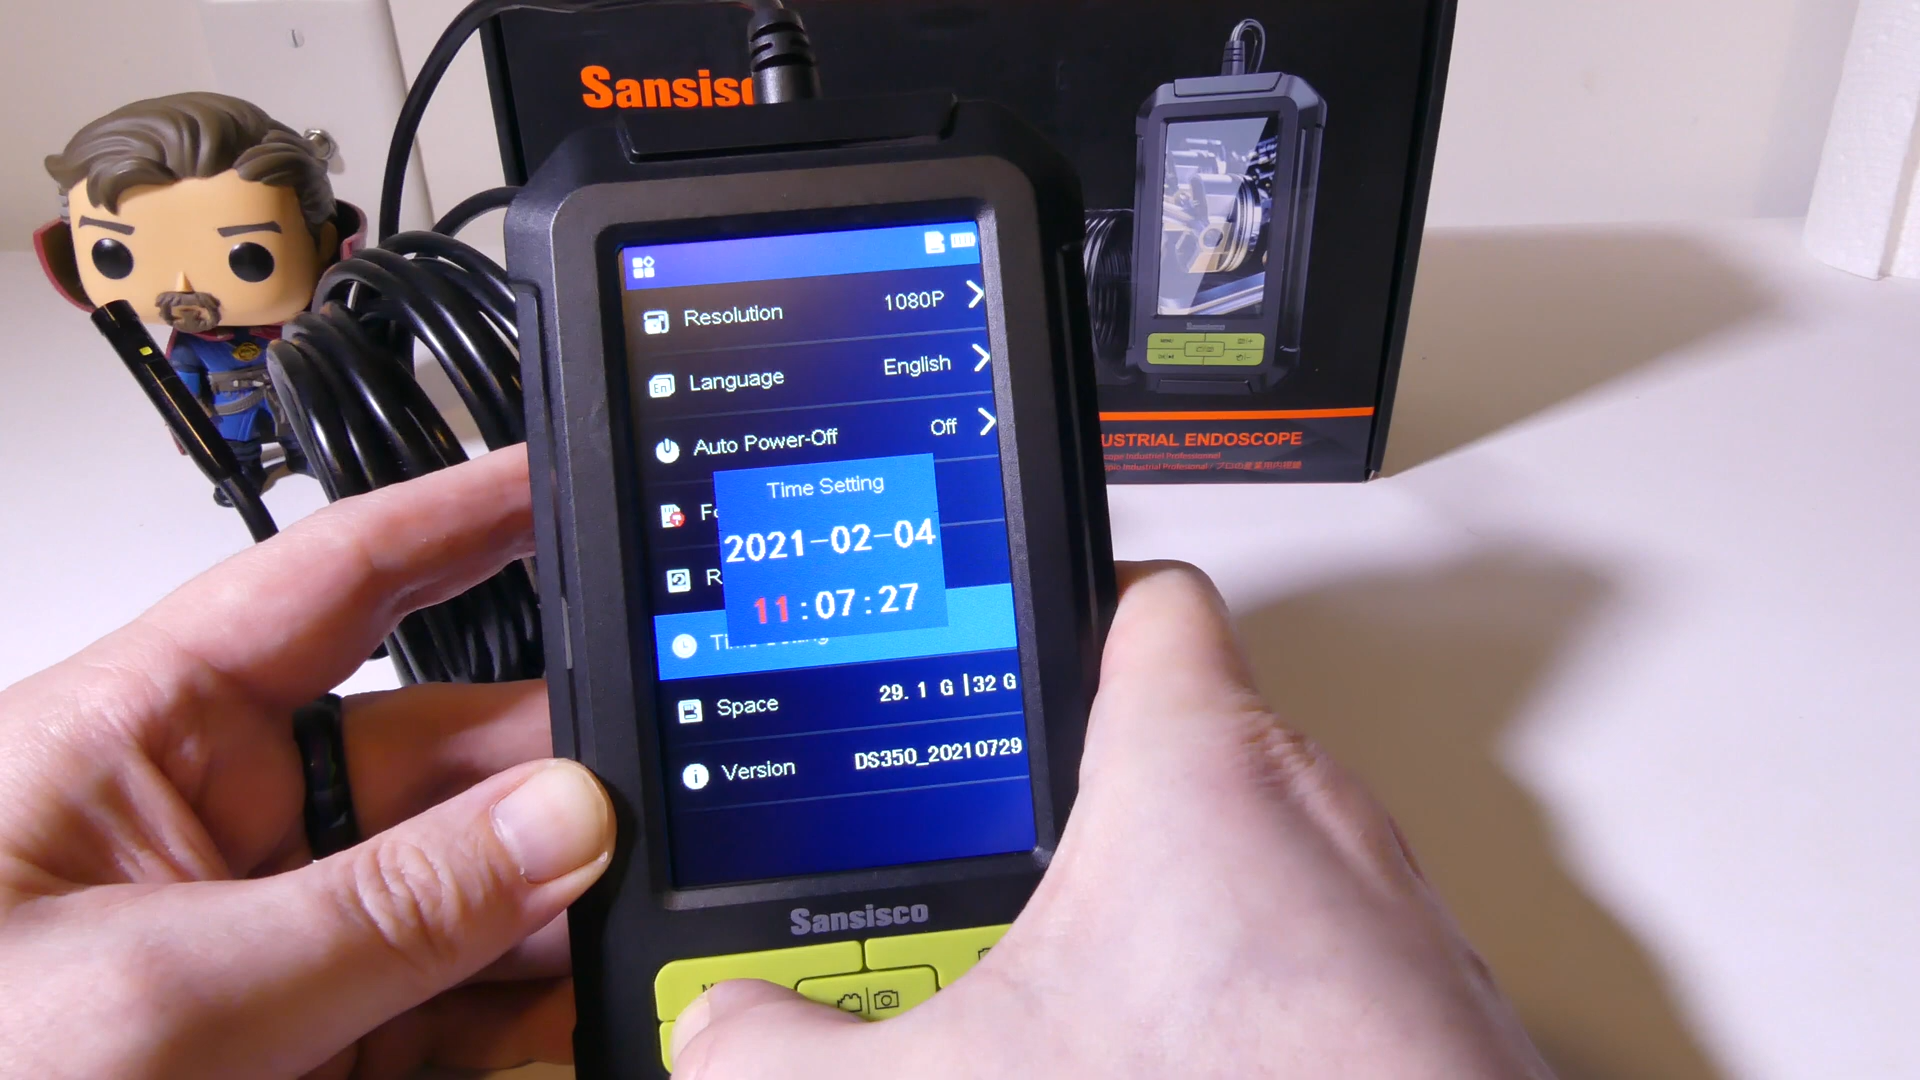 Sansisc
Resolution 1080P
En
Language English
Auto Power-Off Off
Time Setting
2021-02-04
11:07:27
Space 29.1 G |32 G
Version DS350_20210729
Sansisco
USTRIAL ENDOSCOPE